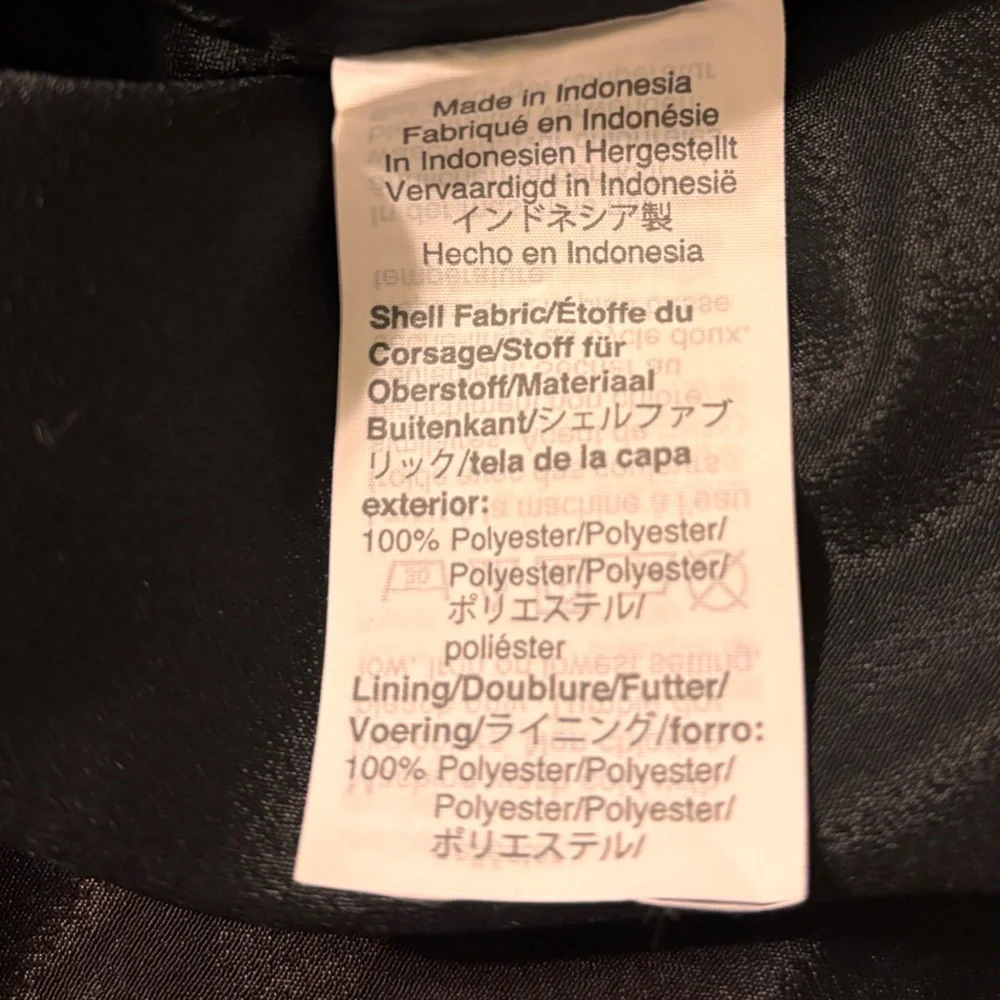 Made in Indonesia
Fabriqué en Indonésie
In Indonesien Hergestellt
Vervaardigd in Indonesië
インドネシア製
Hecho en Indonesia
Shell Fabric/Étoffe du
Corsage/Stoff für
Oberstoff/Materiaal
Buitenkant/シェルファブ
リック/tela de la capa
exterior:
100% Polyester/Polyester/
Polyester/Polyester/
ポリエステル/
poliéster
Lining/Doublure/Futter/
Voering/ライニング/forro:
100% Polyester/Polyester/
Polyester/Polyester/
ポリエステル/